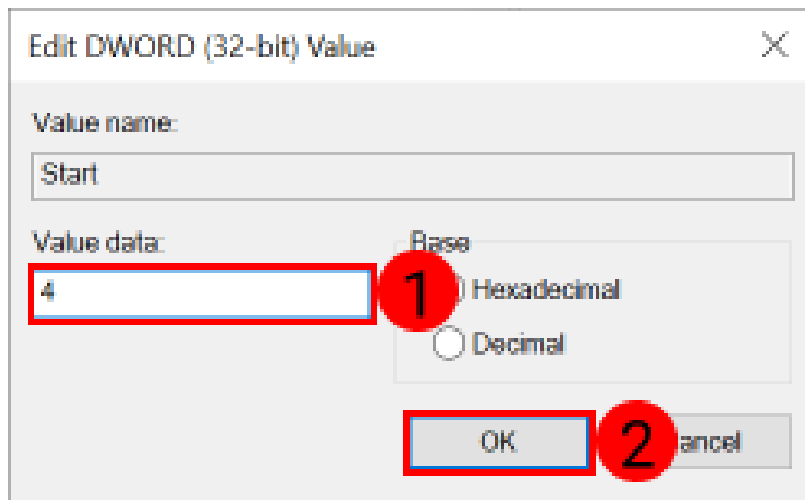 Edit DWORD (32-bit) Value
Value name:
Start
Value data:
Base
4
1
Hexadecimal
Decimal
OK
2
ancel